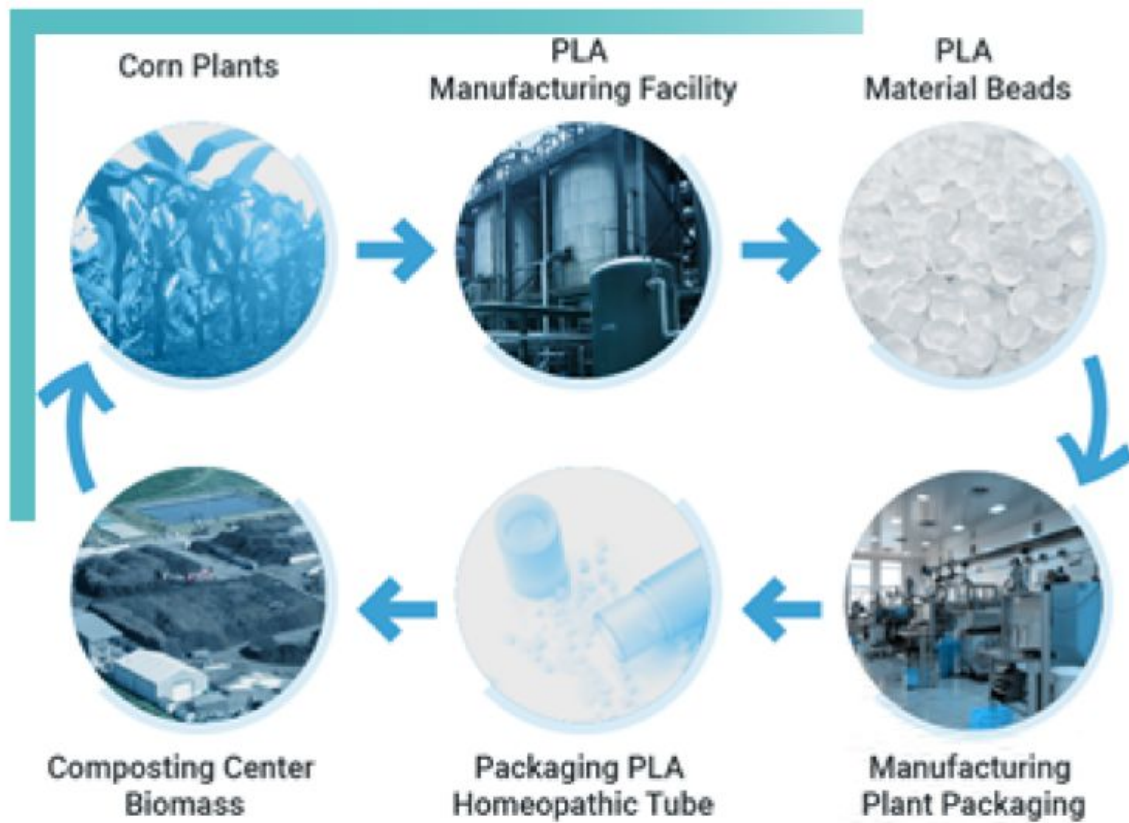 Corn Plants
PLA
Manufacturing Facility
PLA
Material Beads
Composting Center
Biomass
Packaging PLA
Homeopathic Tube
Manufacturing
Plant Packaging